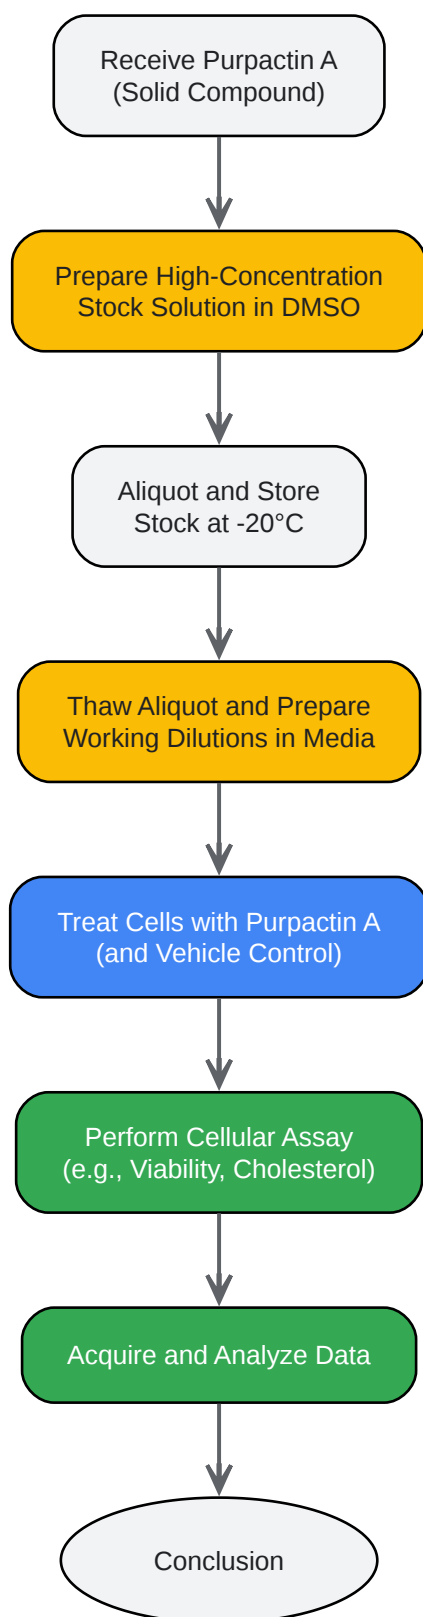 Receive Purpactin A
(Solid Compound)
Prepare High-Concentration
Stock Solution in DMSO
Aliquot and Store
Stock at -20°C
Thaw Aliquot and Prepare
Working Dilutions in Media
Treat Cells with Purpactin A
(and Vehicle Control)
Perform Cellular Assay
(e.g., Viability, Cholesterol)
Acquire and Analyze Data
Conclusion